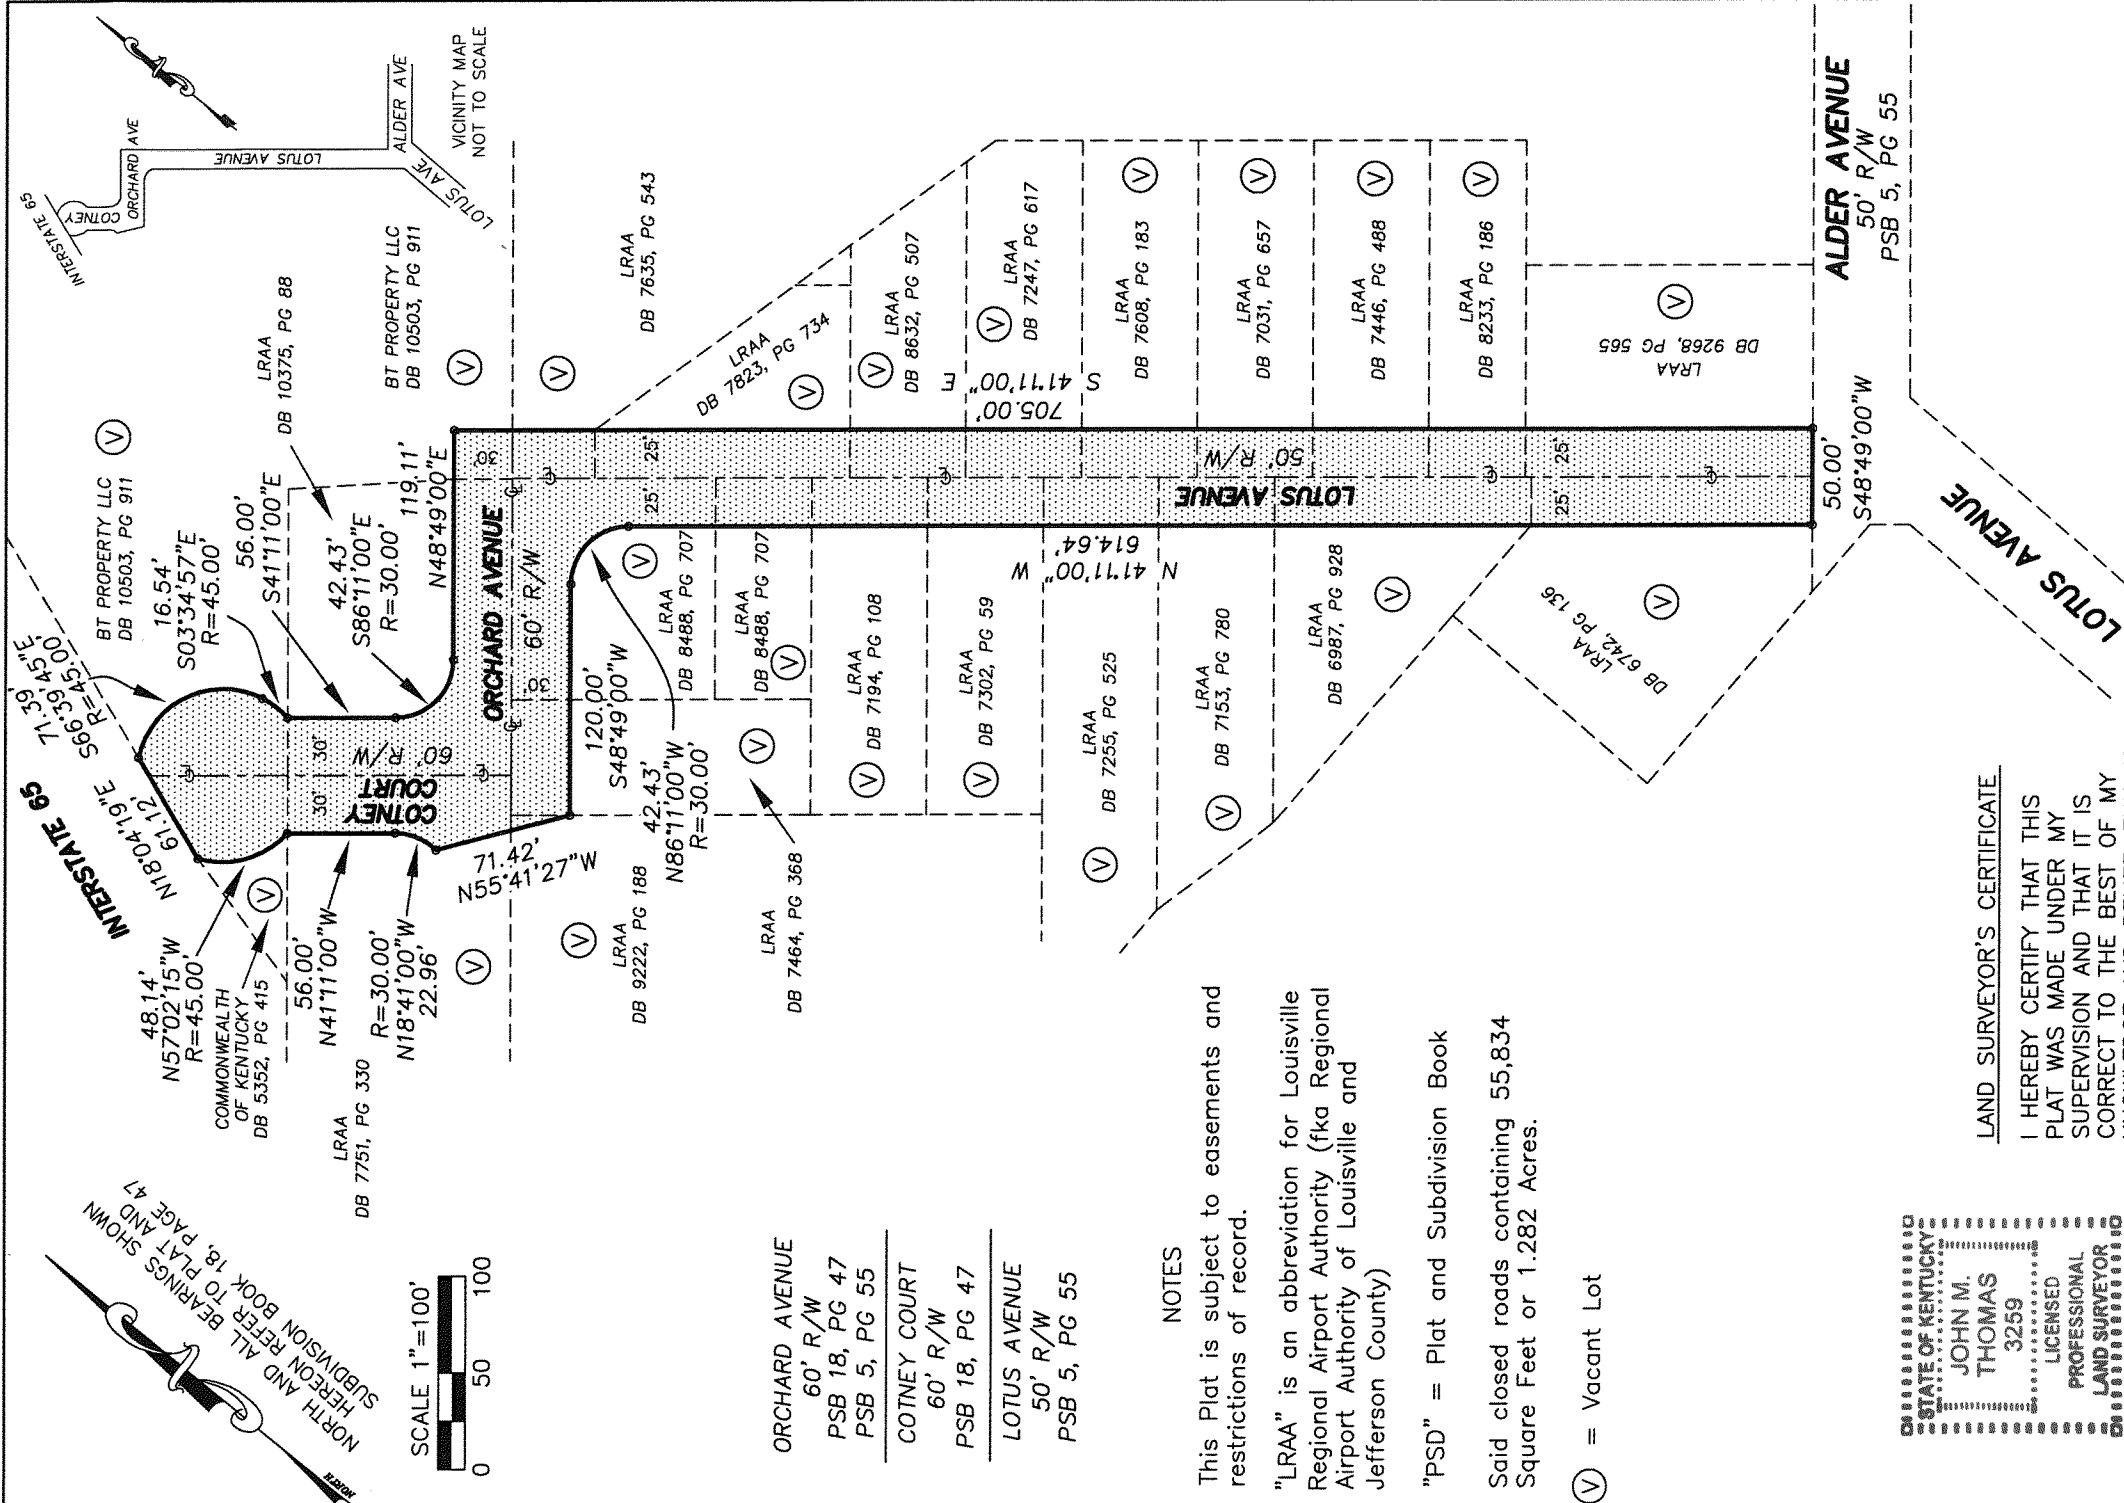 INTERSTATE 65
COTNEY
ORCHARD AVE
LOTUS AVENUE
ALDER AVE
LOTUS AVE
VICINITY MAP
NOT TO SCALE
NORTH AND ALL BEARINGS SHOWN
HEREON REFER TO PLAT AND
SUBDIVISION BOOK 18, PAGE 47
NORTH
SCALE 1"=100'
0 50 100
INTERSTATE 65
N18°04'19"E
61.12'
71.39'
S66°39'45"E
R=45.00'
BT PROPERTY LLC
DB 10503, PG 911
V
16.54'
S03°34'57"E
R=45.00'
56.00'
S41°11'00"E
LRAA
DB 10375, PG 88
42.43'
S86°11'00"E
R=30.00'
119.11'
N48°49'00"E
BT PROPERTY LLC
DB 10503, PG 911
V
48.14'
N57°02'15"W
R=45.00'
COMMONWEALTH
OF KENTUCKY
DB 5352, PG 415
V
56.00'
N41°11'00"W
R=30.00'
N18°41'00"W
22.96'
LRAA
DB 7751, PG 330
V
30'
30'
60' R/W
COTNEY
COURT
ORCHARD AVENUE
60' R/W
30'
30'
71.42'
N55°41'27"W
120.00'
S48°49'00"W
42.43'
N86°11'00"W
R=30.00'
LRAA
DB 9222, PG 188
V
LRAA
DB 7464, PG 368
V
LRAA
DB 7635, PG 543
V
LRAA
DB 7823, PG 734
V
LRAA
DB 8632, PG 507
V
LRAA
DB 7247, PG 617
V
LRAA
DB 7608, PG 183
V
LRAA
DB 7031, PG 657
V
LRAA
DB 7446, PG 488
V
LRAA
DB 8233, PG 186
V
LRAA
DB 9268, PG 565
V
S 41°11'00" E
705.00'
25'
25'
50' R/W
LOTUS AVENUE
25'
25'
N 41°11'00" W
614.64'
LRAA
DB 8488, PG 707
V
LRAA
DB 8488, PG 707
V
LRAA
DB 7194, PG 108
V
LRAA
DB 7302, PG 59
V
LRAA
DB 7255, PG 525
V
LRAA
DB 7153, PG 780
V
LRAA
DB 6987, PG 928
V
LRAA
DB 6742, PG 136
V
50.00'
S48°49'00"W
ALDER AVENUE
50' R/W
PSB 5, PG 55
LOTUS AVENUE
ORCHARD AVENUE
60' R/W
PSB 18, PG 47
PSB 5, PG 55
COTNEY COURT
60' R/W
PSB 18, PG 47
LOTUS AVENUE
50' R/W
PSB 5, PG 55
NOTES
This Plat is subject to easements and
restrictions of record.
"LRAA" is an abbreviation for Louisville
Regional Airport Authority (fka Regional
Airport Authority of Louisville and
Jefferson County)
"PSD" = Plat and Subdivision Book
Said closed roads containing 55,834
Square Feet or 1.282 Acres.
V = Vacant Lot
LAND SURVEYOR'S CERTIFICATE
I HEREBY CERTIFY THAT THIS
PLAT WAS MADE UNDER MY
SUPERVISION AND THAT IT IS
CORRECT TO THE BEST OF MY
STATE OF KENTUCKY
JOHN M.
THOMAS
3259
LICENSED
PROFESSIONAL
LAND SURVEYOR